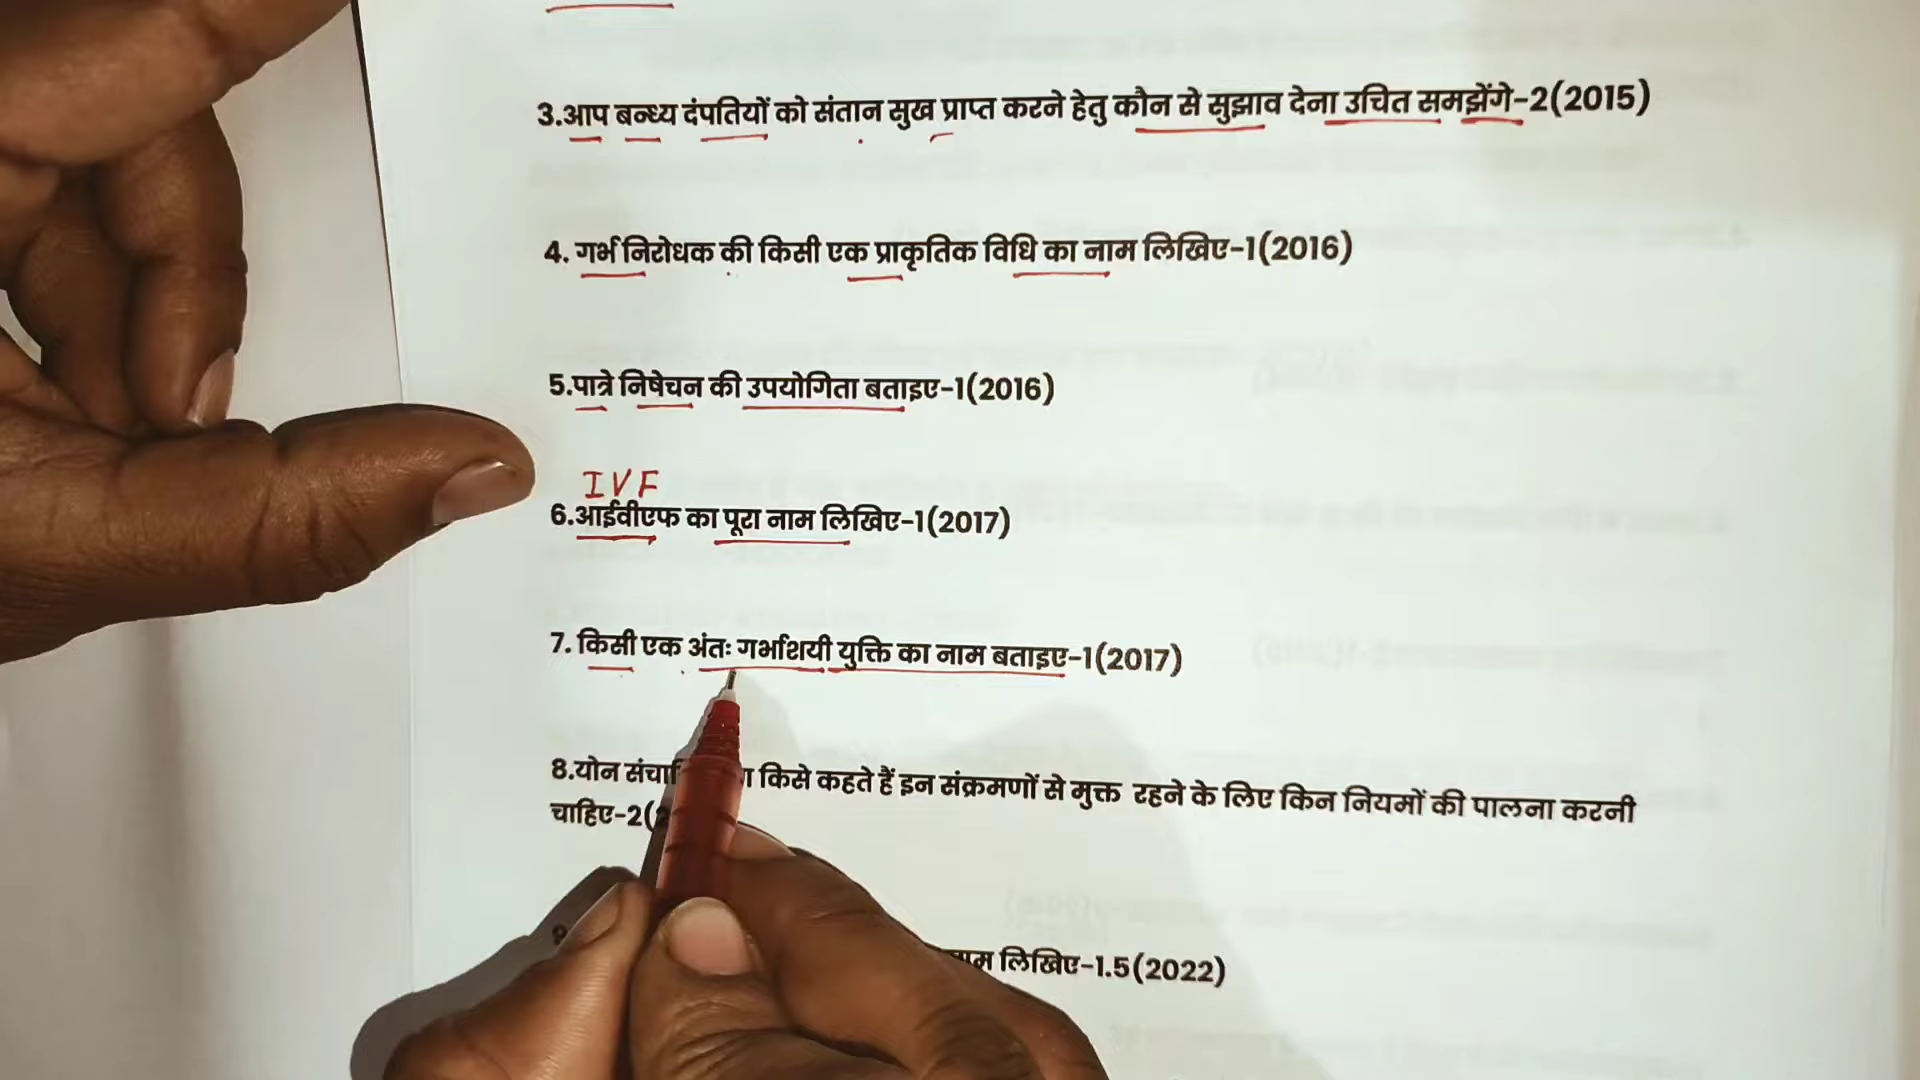 3.आप बन्ध्य दंपतियों को संतान सुख प्राप्त करने हेतु कौन से सुझाव देना उचित समझेंगे-2(2015)
4. गर्भ निरोधक की किसी एक प्राकृतिक विधि का नाम लिखिए-1(2016)
5.पात्रे निषेचन की उपयोगिता बताइए-1(2016)
IVF
6.आईवीएफ का पूरा नाम लिखिए-1(2017)
7. किसी एक अंतः गर्भाशयी युक्ति का नाम बताइए-1(2017)
8.योन किसे कहते हैं इन संक्रमणों से मुक्त रहने के लिए किन नियमों की पालना करनी
चाहिए-2(
लिखिए-1.5(2022)